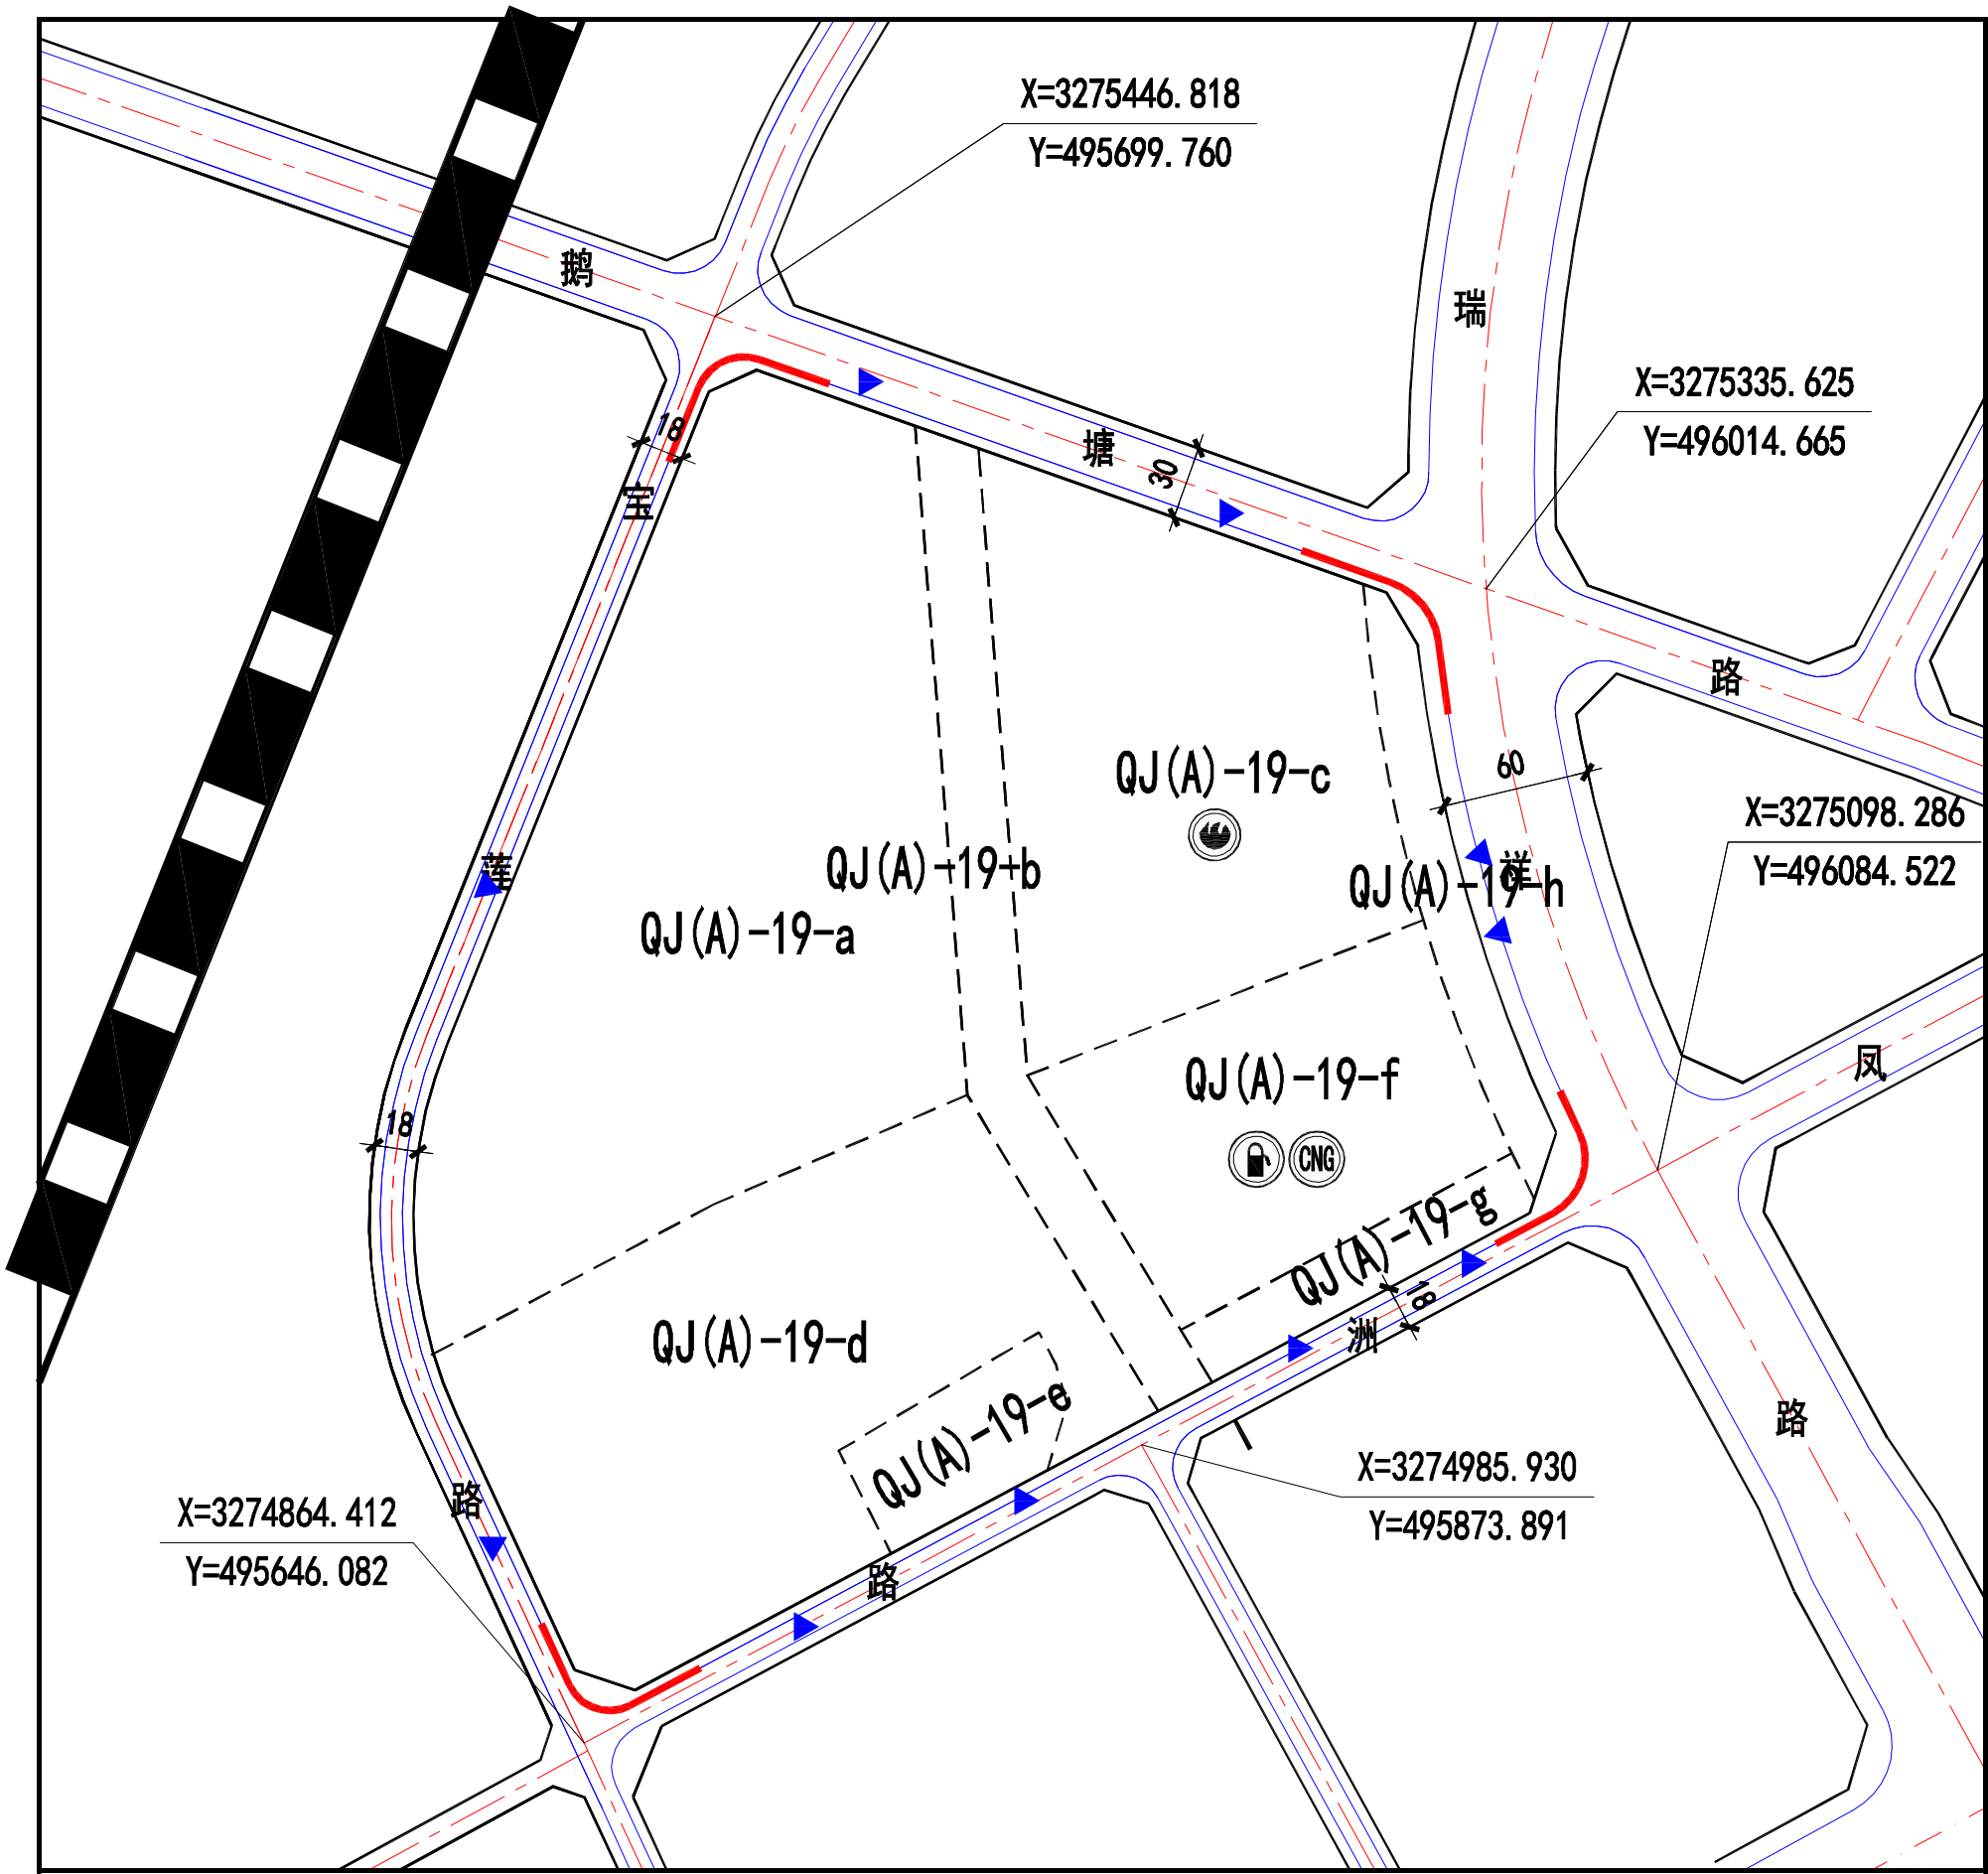 X=3275446.818
Y=495699.760
鹅
瑞
X=3275335.625
Y=496014.665
18
塘
30
宝
路
QJ(A)-19-c
60
X=3275098.286
Y=496084.522
莲
QJ(A)-19-b
祥
QJ(A)-19-h
QJ(A)-19-a
凤
QJ(A)-19-f
18
CNG
QJ(A)-19-g
18
洲
QJ(A)-19-d
QJ(A)-19-e
路
X=3274985.930
Y=495873.891
路
X=3274864.412
Y=495646.082
路